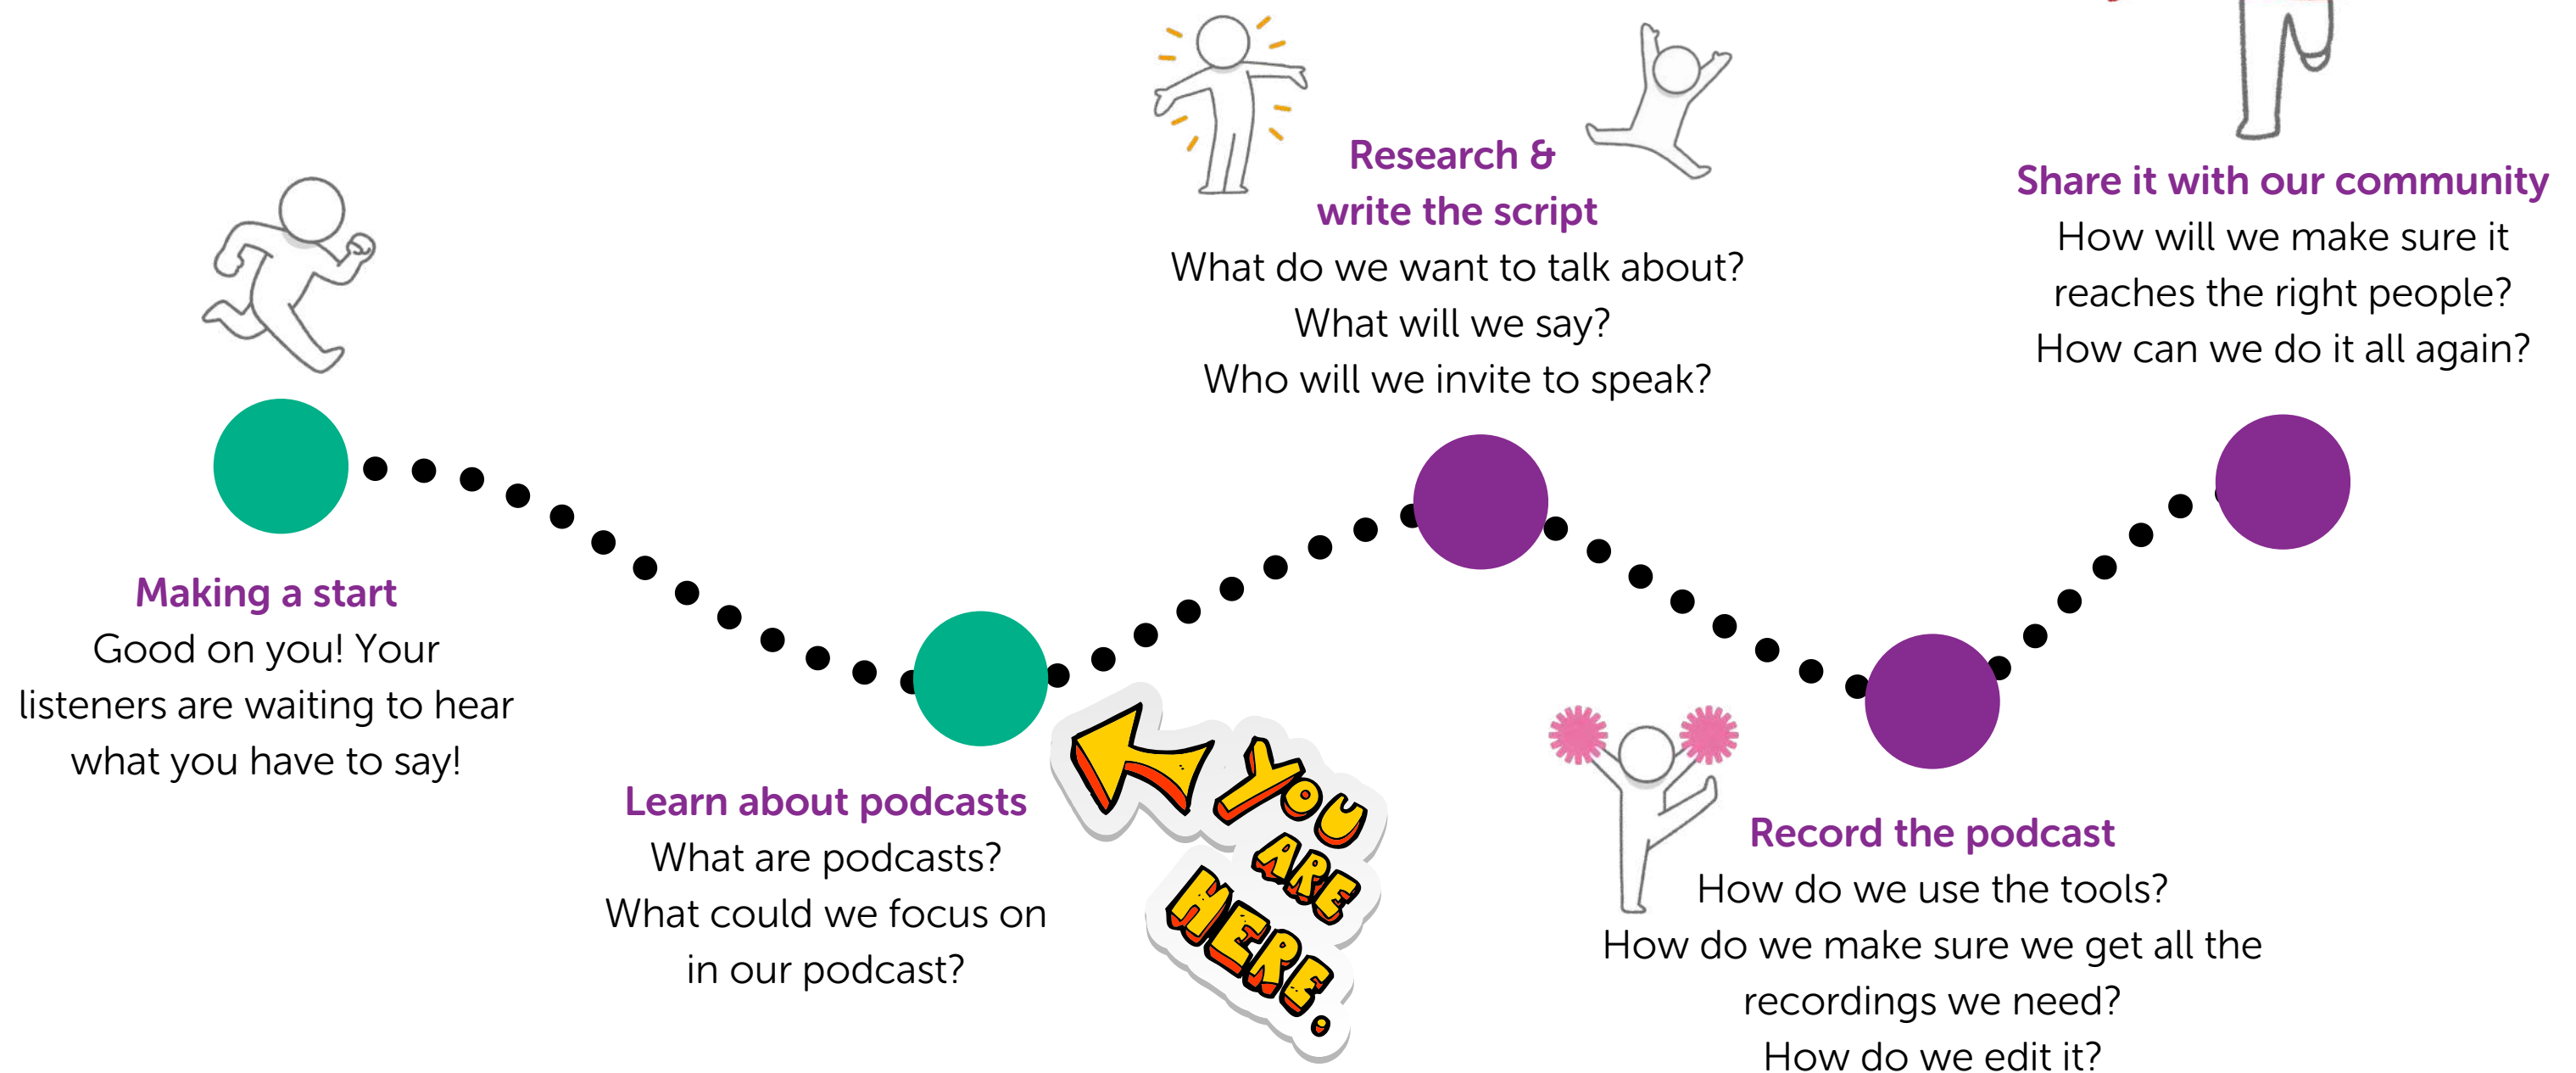 Making a start
Good on you! Your
listeners are waiting to hear
what you have to say!
Learn about podcasts
What are podcasts?
What could we focus on
in our podcast?
YOU
ARE
HERE.
Research &
write the script
What do we want to talk about?
What will we say?
Who will we invite to speak?
Record the podcast
How do we use the tools?
How do we make sure we get all the
recordings we need?
How do we edit it?
Share it with our community
How will we make sure it
reaches the right people?
How can we do it all again?